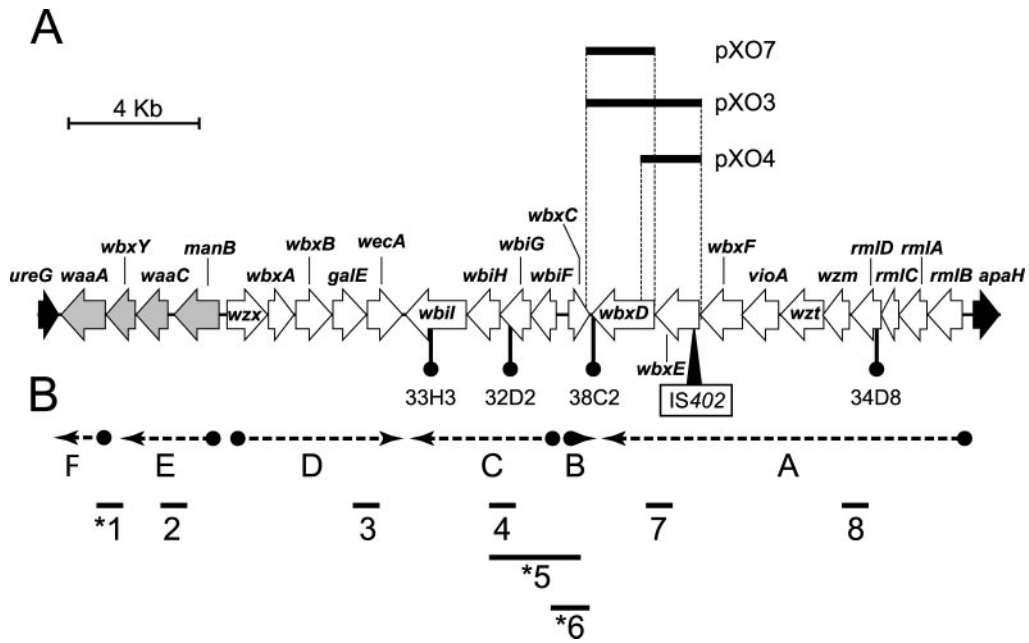 A
pXO7
4 Kb
pXO3
pXO4
wbxC
wbxY manB wbxB wecA wbiG wbxF rmlD rmlA
ureG waaA waaC wbxA galE wbiH wbiF vioA wzm rmlC rmlB apaH
wzx wbiI wbxD wzt
wbxE
33H3 32D2 38C2 IS402 34D8
B
F E D C B A
*1 2 3 4 7 8
*5
*6